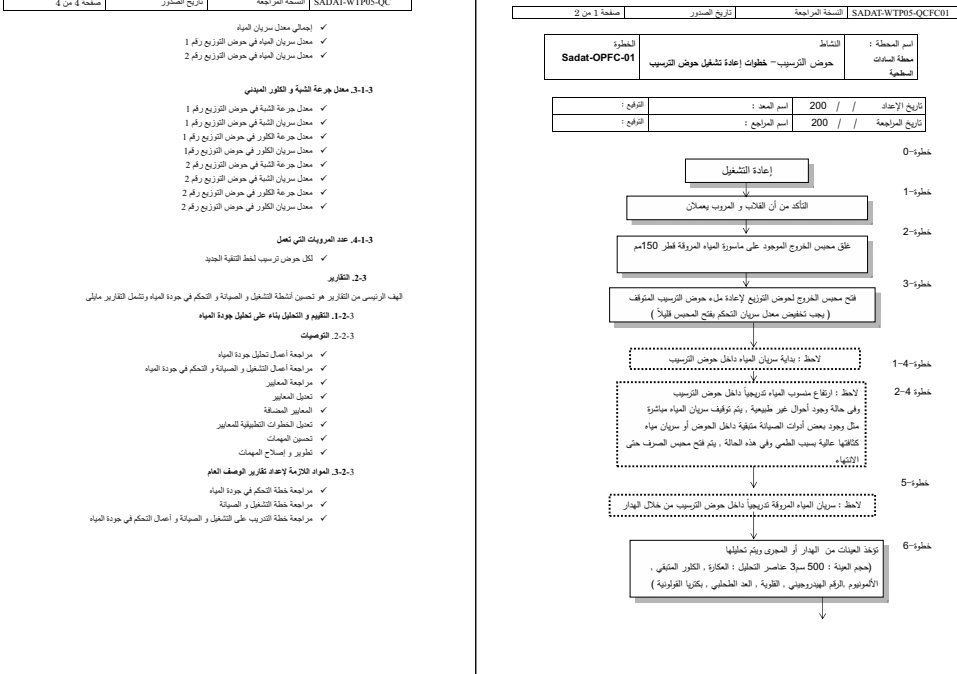 SADAT-WTP05-QCFC01 النسخة المراجعة تاريخ الصدور صفحة 1 من 2
اسم المحطة : النشاط الخطوة
محطة السادات السطحية حوض الترسيب– خطوات إعادة تشغيل حوض الترسيب Sadat-OPFC-01
تاريخ الإعداد / / 200 اسم المعد : التوقيع :
تاريخ المراجعة / / 200 اسم المراجع : التوقيع :
خطوة-0
إعادة التشغيل
خطوة-1
التأكد من أن القلاب و المروب يعملان
خطوة-2
غلق محبس الخروج الموجود على ماسورة المياه المروقة قطر 150مم
خطوة-3
فتح محبس الخروج لحوض التوزيع لإعادة ملء حوض الترسيب المتوقف
( يجب تخفيض معدل سريان التحكم بفتح المحبس قليلاً )
خطوة-4-1
لاحظ : بداية سريان المياه داخل حوض الترسيب
خطوة 4-2
لاحظ : ارتفاع منسوب المياه تدريجياً داخل حوض الترسيب
وفى حالة وجود أحوال غير طبيعية , يتم توقيف سريان المياه مباشرة
مثل وجود بعض أدوات الصيانة متبقية داخل الحوض أو سريان مياه
كثافتها عالية بسبب الطمي وفي هذه الحالة , يتم فتح محبس الصرف حتى
الانتهاء
خطوة-5
لاحظ : سريان المياه المروقة تدريجياً داخل حوض الترسيب من خلال الهدار
خطوة-6
تؤخذ العينات من الهدار أو المجرى ويتم تحليلها
(حجم العينة : 500 سم3 عناصر التحليل : العكارة , الكلور المتبقي ,
الألمونيوم ,الرقم الهيدروجيني , القلوية , العد الطحلبي , بكتريا القولونية )
SADAT-WTP05-QC النسخة المراجعة تاريخ الصدور صفحة 4 من 4
✓ إجمالي معدل سريان المياه
✓ معدل سريان المياه في حوض التوزيع رقم 1
✓ معدل سريان المياه في حوض التوزيع رقم 2
3-1-3. معدل جرعة الشبة و الكلور المبدئي
✓ معدل جرعة الشبة في حوض التوزيع رقم 1
✓ معدل سريان الشبة في حوض التوزيع رقم 1
✓ معدل جرعة الكلور في حوض التوزيع رقم 1
✓ معدل سريان الكلور في حوض التوزيع رقم1
✓ معدل جرعة الشبة في حوض التوزيع رقم 2
✓ معدل سريان الشبة في حوض التوزيع رقم 2
✓ معدل جرعة الكلور في حوض التوزيع رقم 2
✓ معدل سريان الكلور في حوض التوزيع رقم 2
3-1-4. عدد المروبات التي تعمل
✓ لكل حوض ترسيب لخط التنقية الجديد
3-2. التقارير
الهف الرئيسى من التقارير هو تحسين أنشطة التشغيل و الصيانة و التحكم في جودة المياه وتشمل التقارير مايلى
3-2-1. التقييم و التحليل بناء على تحليل جودة المياه
3-2-2. التوصيات
✓ مراجعة أعمال تحليل جودة المياه
✓ مراجعة أعمال التشغيل و الصيانة و التحكم في جودة المياه
✓ مراجعة المعايير
✓ تعديل المعايير
✓ المعايير المضافة
✓ تعديل الخطوات التطبيقية للمعايير
✓ تحسين المهمات
✓ تطوير و إصلاح المهمات
3-2-3. المواد اللازمة لإعداد تقارير الوصف العام
✓ مراجعة خطة التحكم في جودة المياه
✓ مراجعة خطة التشغيل و الصيانة
✓ مراجعة خطة التدريب على التشغيل و الصيانة و أعمال التحكم في جودة المياه